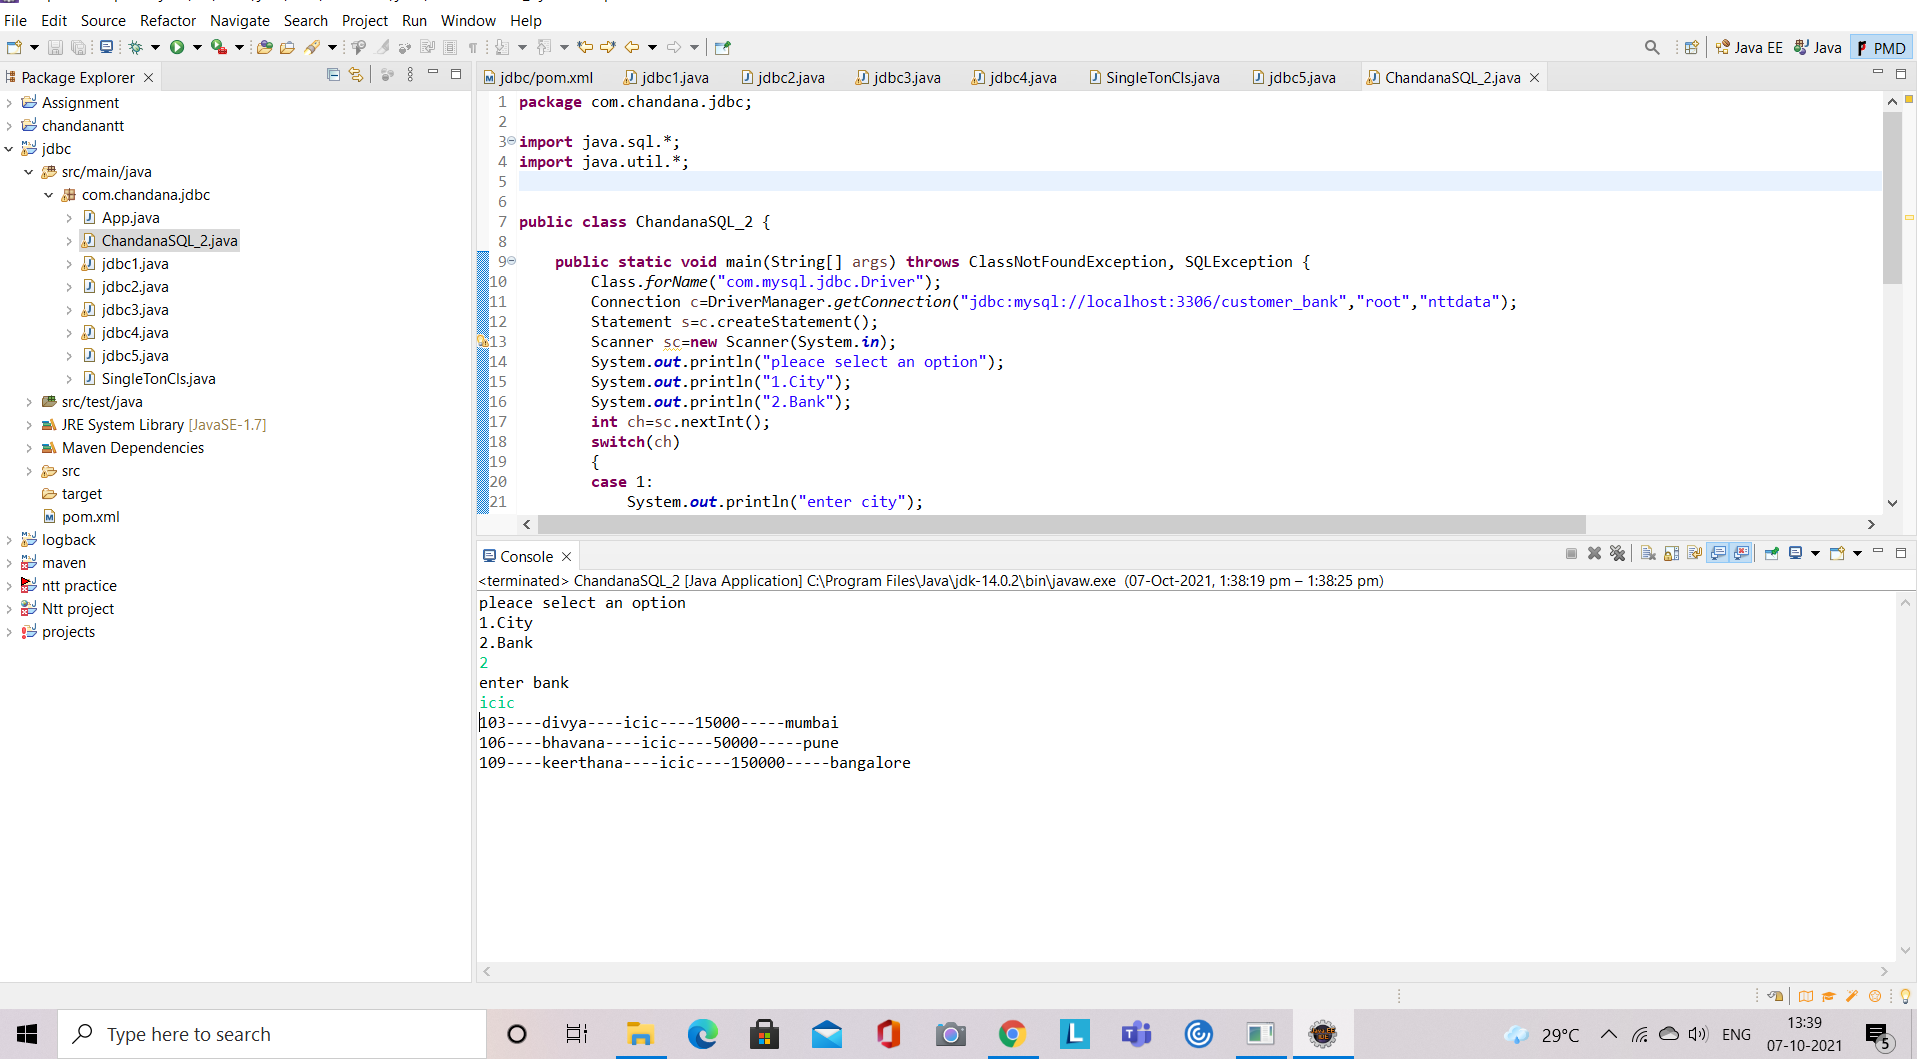 File Edit Source Refactor Navigate Search Project Run Window Help
Java EE Java PMD
Package Explorer
Assignment
chandanantt
jdbc
src/main/java
com.chandana.jdbc
App.java
ChandanaSQL_2.java
jdbc1.java
jdbc2.java
jdbc3.java
jdbc4.java
jdbc5.java
SingleTonCls.java
src/test/java
JRE System Library [JavaSE-1.7]
Maven Dependencies
src
target
pom.xml
logback
maven
ntt practice
Ntt project
projects
jdbc/pom.xml jdbc1.java jdbc2.java jdbc3.java jdbc4.java SingleTonCls.java jdbc5.java ChandanaSQL_2.java
1 package com.chandana.jdbc;
2
3 import java.sql.*;
4 import java.util.*;
5
6
7 public class ChandanaSQL_2 {
8
9 public static void main(String[] args) throws ClassNotFoundException, SQLException {
10 Class.forName("com.mysql.jdbc.Driver");
11 Connection c=DriverManager.getConnection("jdbc:mysql://localhost:3306/customer_bank","root","nttdata");
12 Statement s=c.createStatement();
13 Scanner sc=new Scanner(System.in);
14 System.out.println("pleace select an option");
15 System.out.println("1.City");
16 System.out.println("2.Bank");
17 int ch=sc.nextInt();
18 switch(ch)
19 {
20 case 1:
21 System.out.println("enter city");
Console
<terminated> ChandanaSQL_2 [Java Application] C:\Program Files\Java\jdk-14.0.2\bin\javaw.exe (07-Oct-2021, 1:38:19 pm – 1:38:25 pm)
pleace select an option
1.City
2.Bank
2
enter bank
icic
103----divya----icic----15000-----mumbai
106----bhavana----icic----50000-----pune
109----keerthana----icic----150000-----bangalore
Type here to search
29°C
ENG
13:39
07-10-2021
5